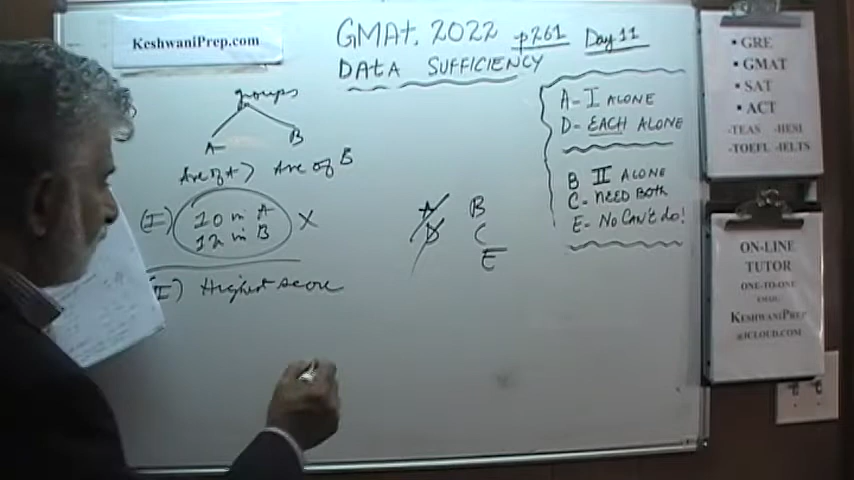 KeshwaniPrep.com
GMAt. 2022 p261 Day 11
DAtA SUFFICIENCY
groups
A B
Ave of A > Ave of B
(I) 10 in A
12 in B X
(II) Highest score
A B
D C
E
A - I ALONE
D - EACH ALONE
B II ALONE
C - NEED BOth
E - No CAN't do!
▪ GRE
▪ GMAT
▪ SAT
▪ ACT
-TEAS -HESI
-TOEFL -IELTS
ON-LINE
TUTOR
ONE-TO-ONE
EMAIL:
KESHWANIPREP
@ICLOUD.COM